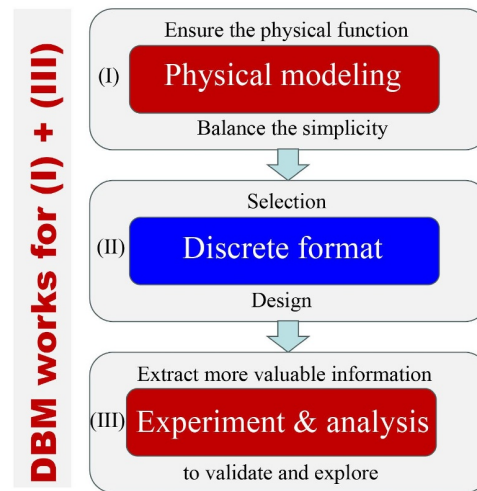 DBM works for (I) + (III)
Ensure the physical function
(I) Physical modeling
Balance the simplicity
Selection
(II) Discrete format
Design
Extract more valuable information
(III) Experiment & analysis
to validate and explore